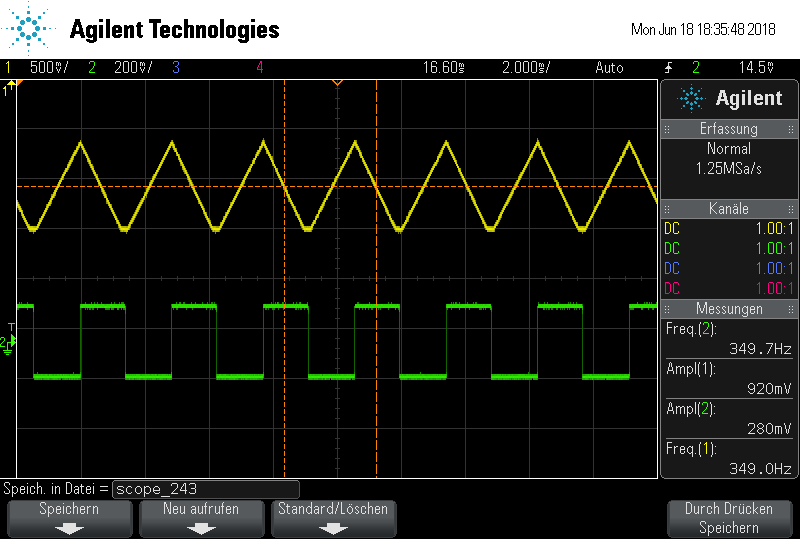 Agilent Technologies
Mon Jun 18 18:35:48 2018
1 500㎷/ 2 200㎷/ 3 4 16.60ms 2.000ms/ Auto 2 14.5mV
Agilent
Erfassung
Normal
1.25MSa/s
Kanäle
DC 1.00:1
DC 1.00:1
DC 1.00:1
DC 1.00:1
Messungen
Freq.(2):
349.7Hz
Ampl(1):
920mV
Ampl(2):
280mV
Freq.(1):
349.0Hz
1
T
2
Speich. in Datei = scope_243
Speichern
Neu aufrufen
Standard/Löschen
Durch Drücken
Speichern